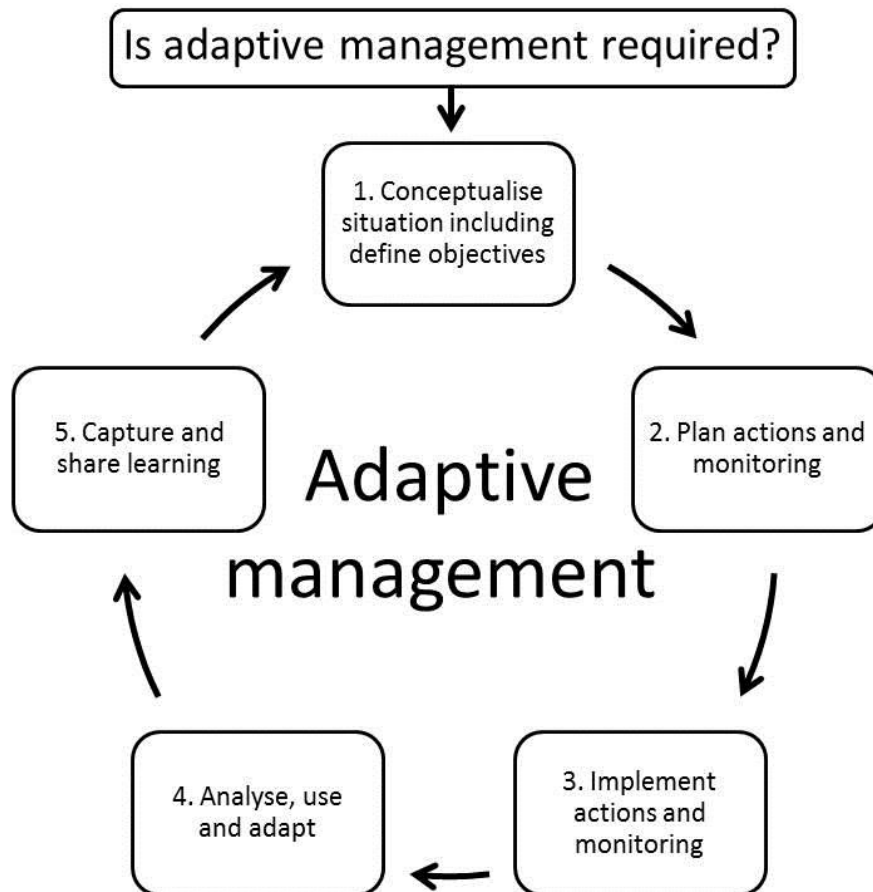 Is adaptive management required?
1. Conceptualise
situation including
define objectives
2. Plan actions and
monitoring
3. Implement
actions and
monitoring
4. Analyse, use
and adapt
5. Capture and
share learning
Adaptive
management